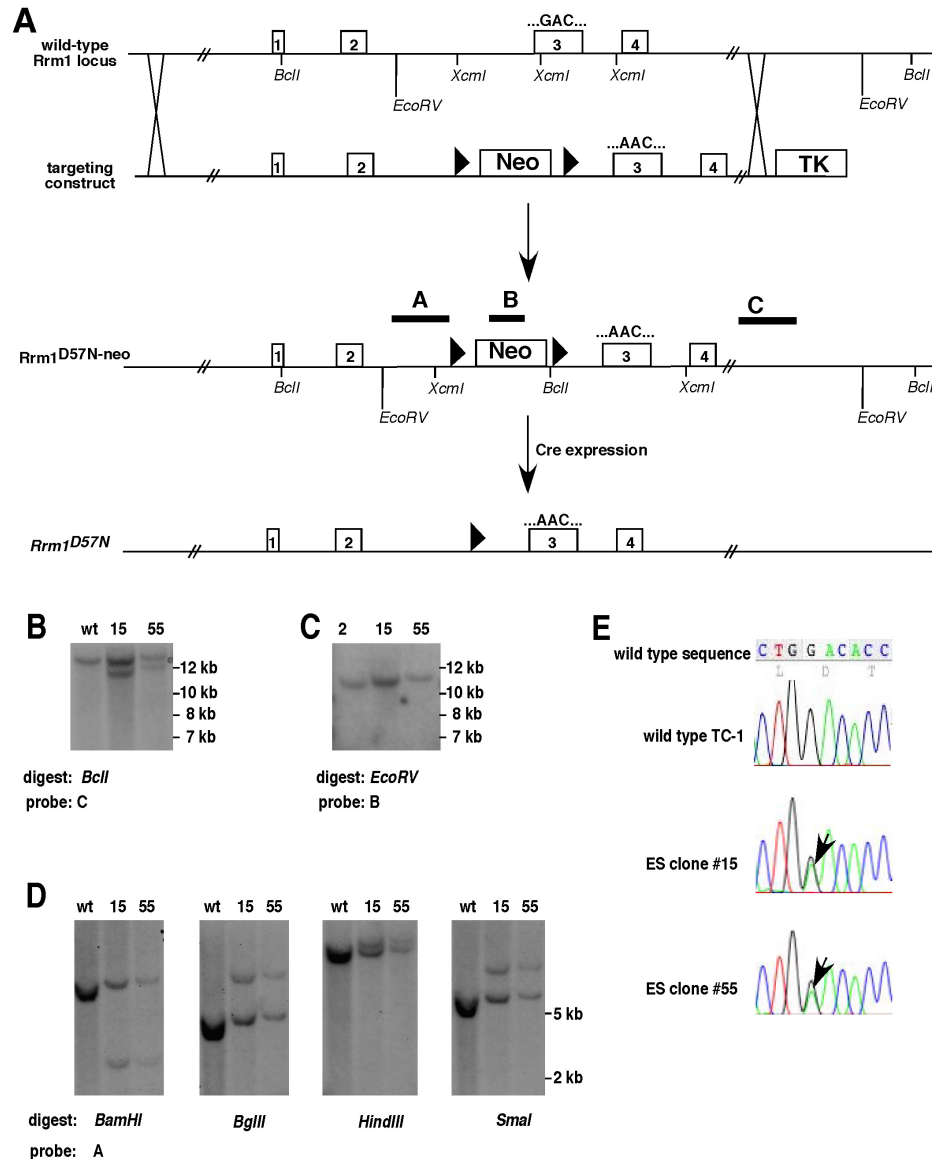 A
...GAC...
wild-type
Rrm1 locus
1
2
3
4
BclI
XcmI
XcmI
XcmI
BclI
EcoRV
EcoRV
...AAC...
targeting
construct
1
2
Neo
3
4
TK
A
B
C
...AAC...
Rrm1D57N-neo
1
2
Neo
3
4
BclI
XcmI
BclI
XcmI
BclI
EcoRV
EcoRV
Cre expression
...AAC...
Rrm1D57N
1
2
3
4
B
wt 15 55
12 kb
10 kb
8 kb
7 kb
digest: BclI
probe: C
C
2 15 55
12 kb
10 kb
8 kb
7 kb
digest: EcoRV
probe: B
E
wild type sequence
C T G G A C A C C
L D T
wild type TC-1
ES clone #15
ES clone #55
D
wt 15 55
wt 15 55
wt 15 55
wt 15 55
5 kb
2 kb
digest: BamHI BglII HindIII SmaI
probe: A